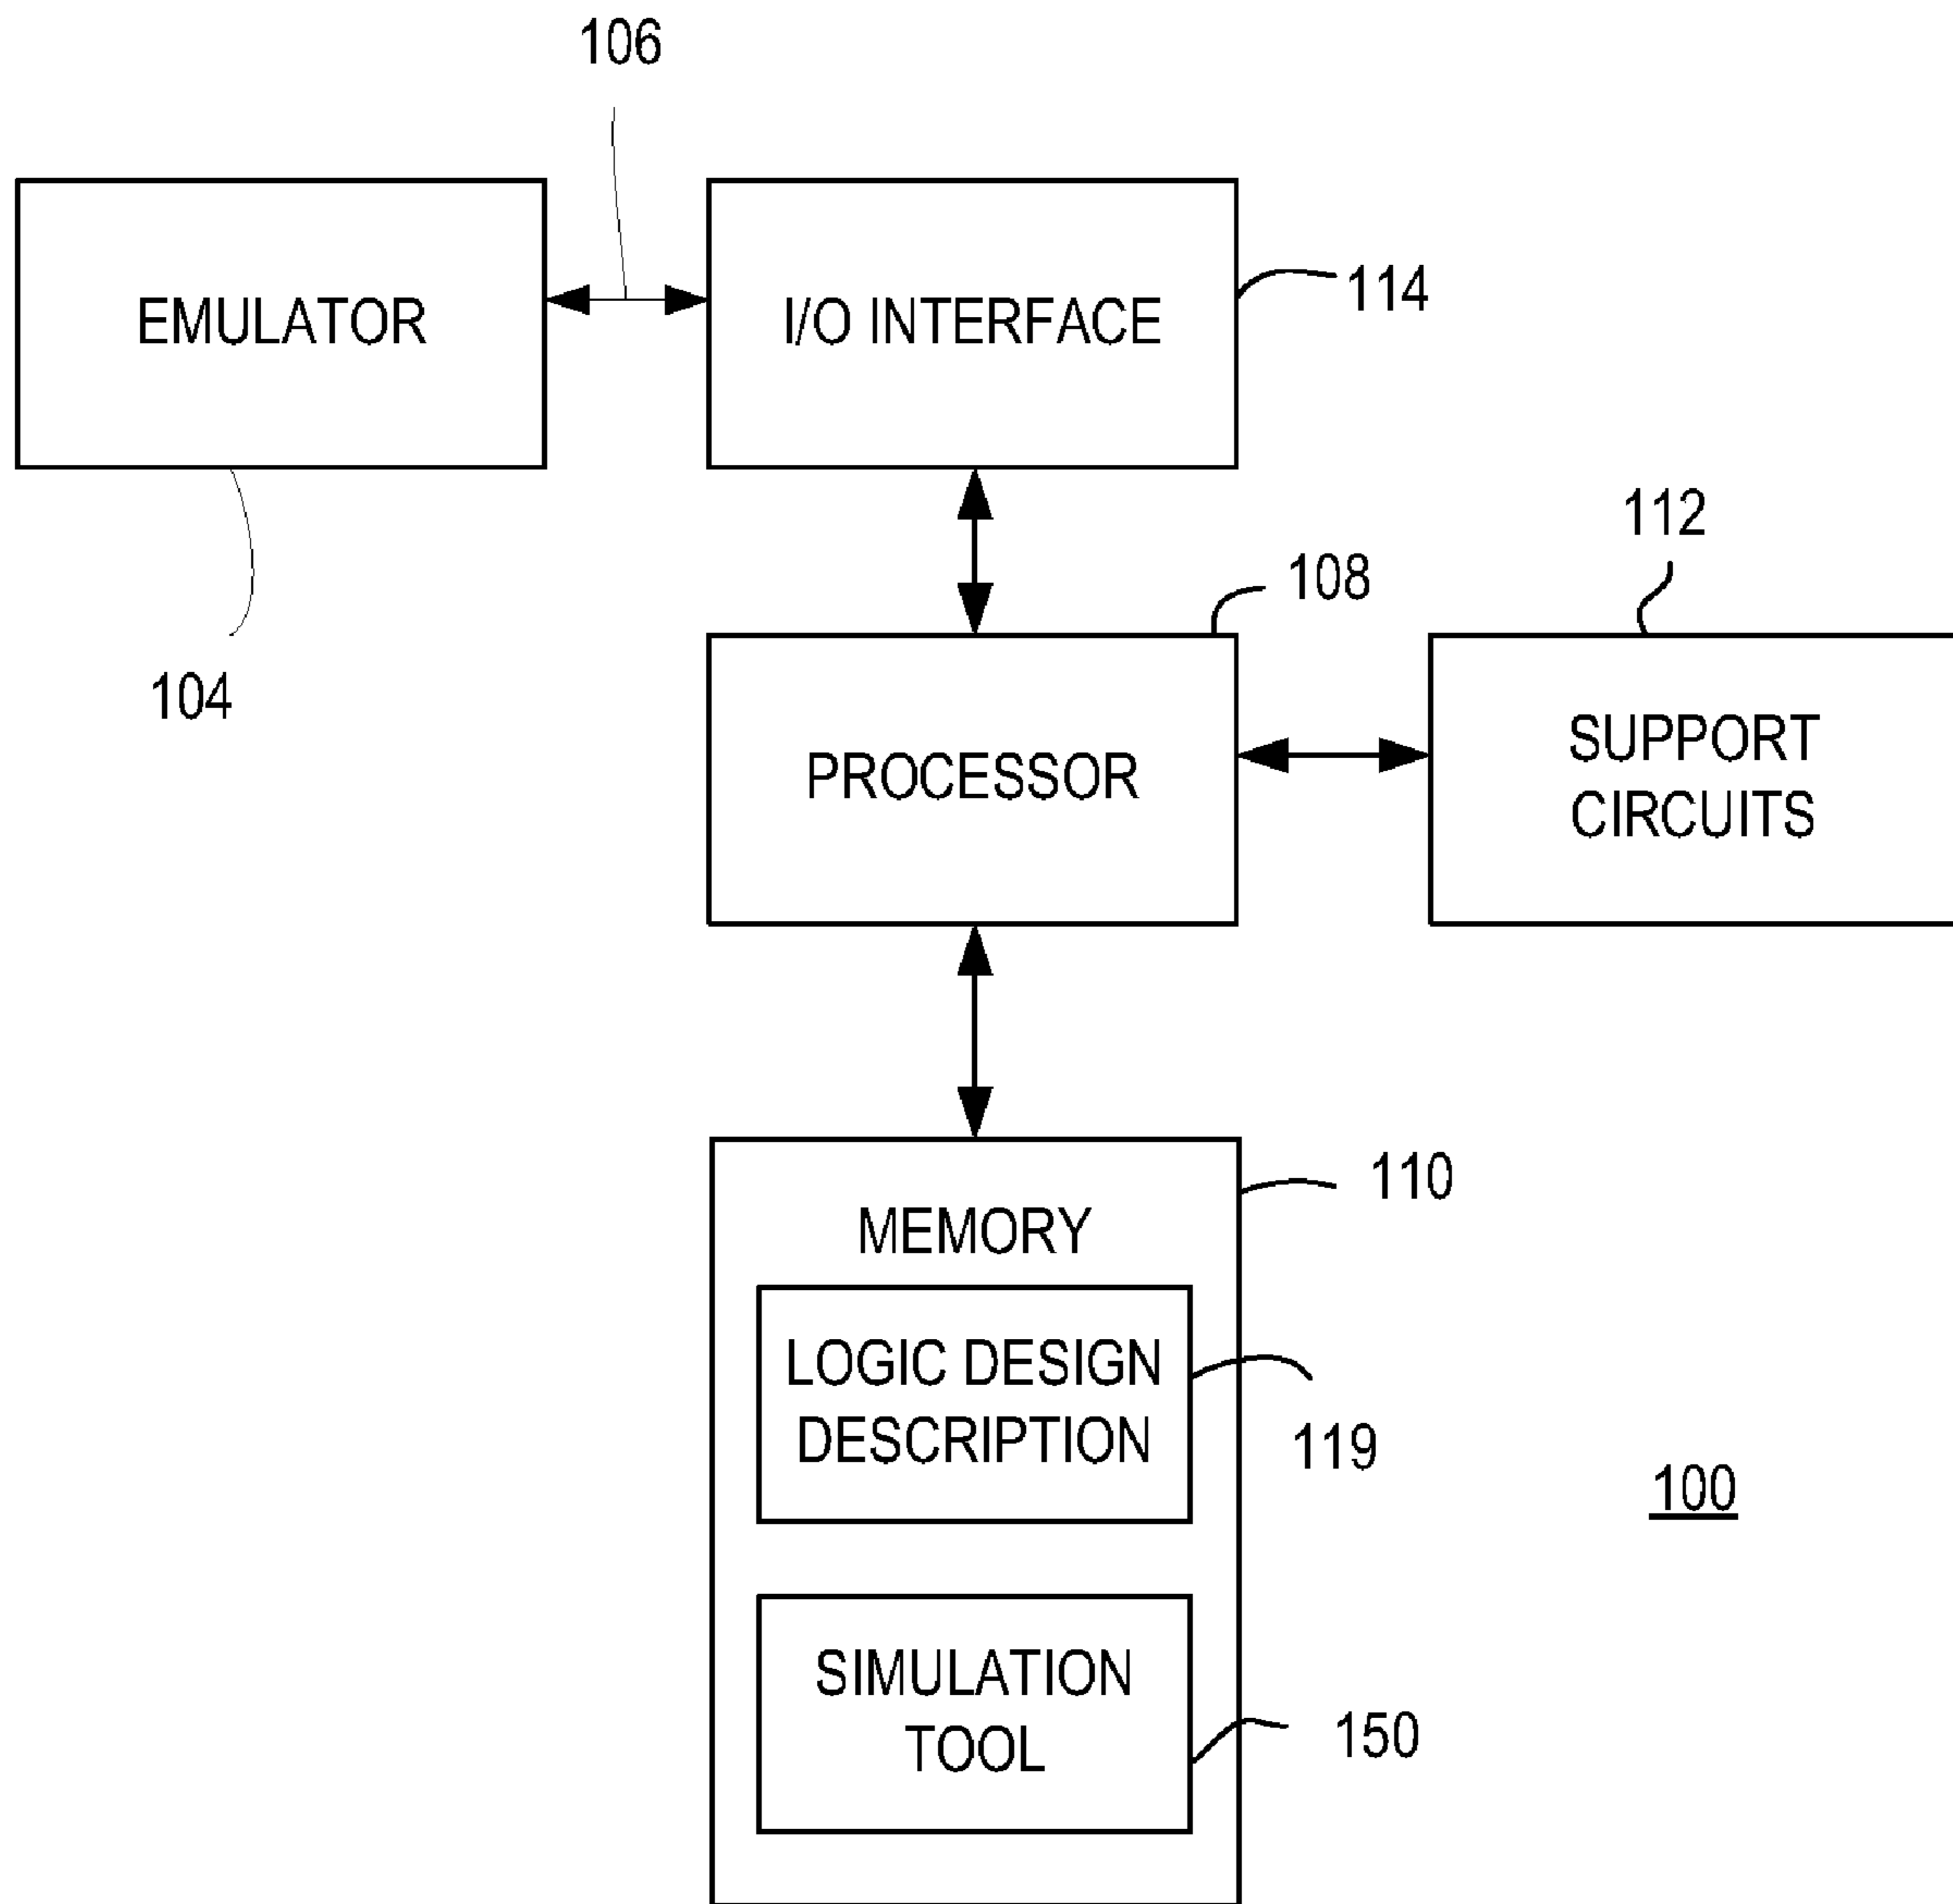 106
EMULATOR
I/O INTERFACE
114
104
108
112
PROCESSOR
SUPPORT
CIRCUITS
110
MEMORY
LOGIC DESIGN
DESCRIPTION
119
100
SIMULATION
TOOL
150